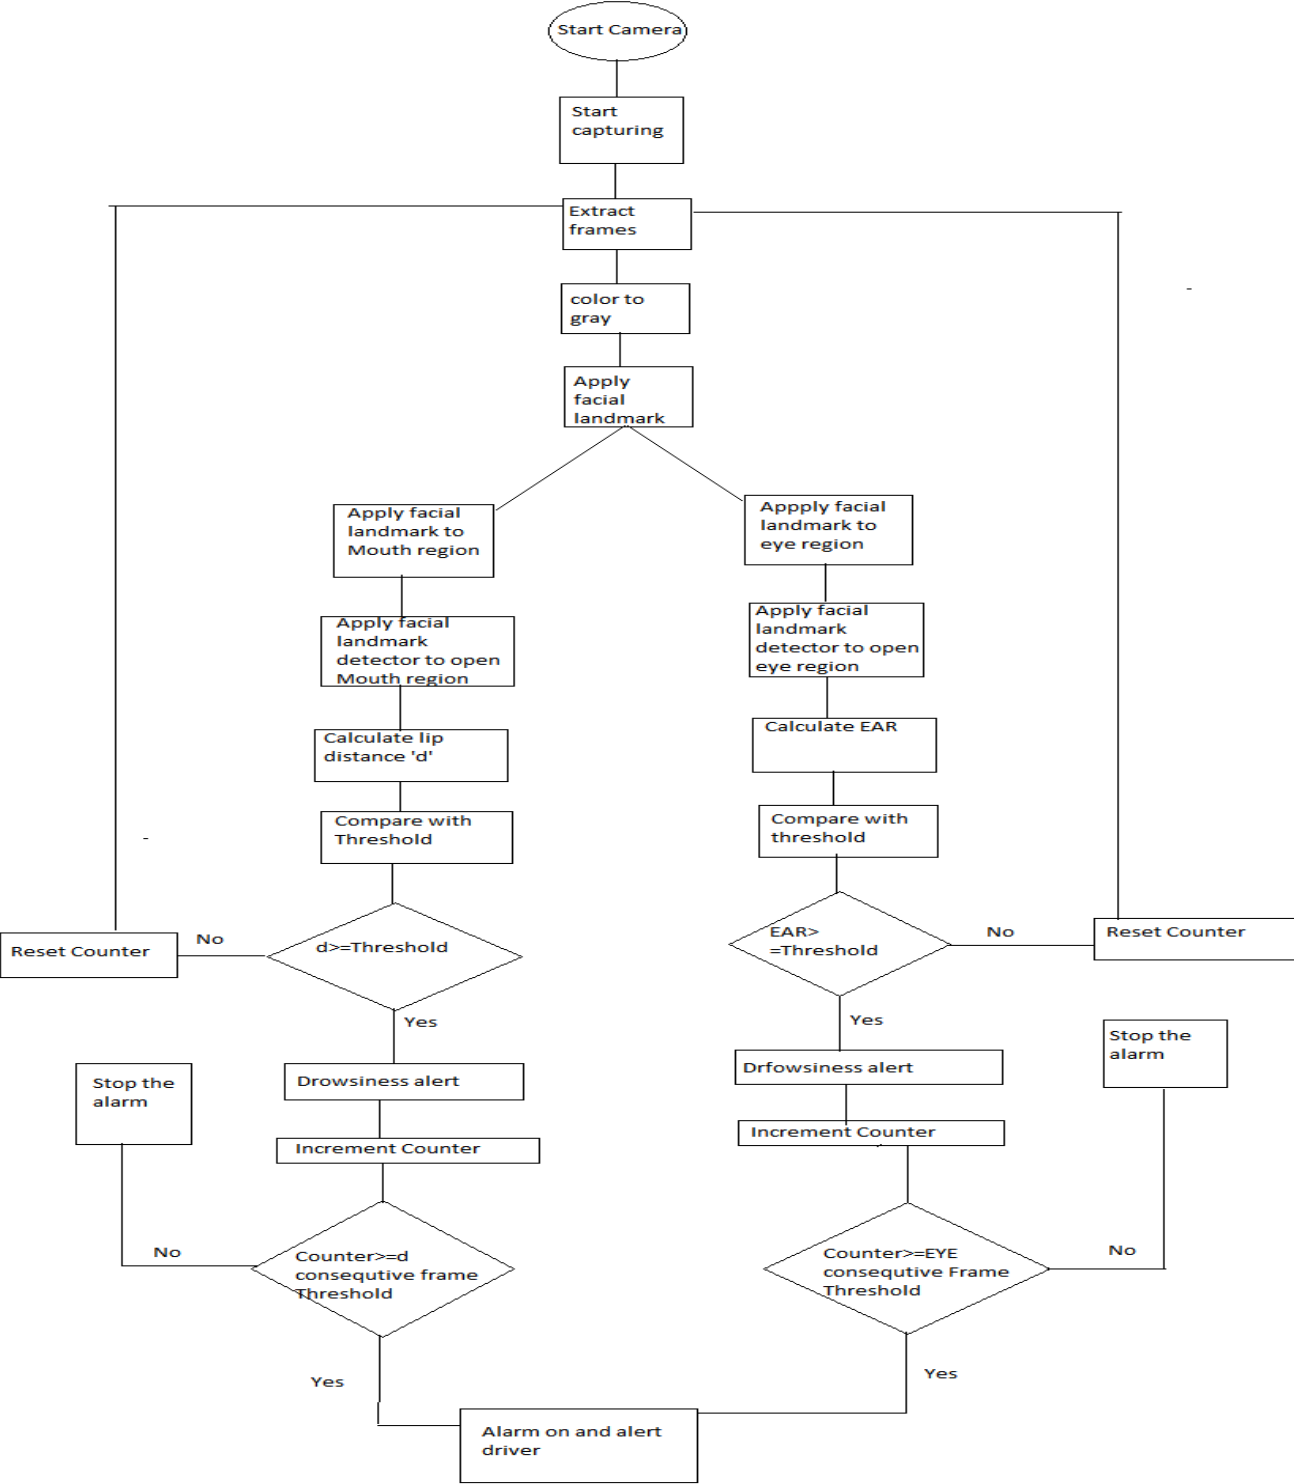 Start Camera
Start
capturing
Extract
frames
color to
gray
Apply
facial
landmark
Apply facial
landmark to
Mouth region
Appply facial
landmark to
eye region
Apply facial
landmark
detector to open
Mouth region
Apply facial
landmark
detector to open
eye region
Calculate lip
distance 'd'
Calculate EAR
Compare with
Threshold
Compare with
threshold
Reset Counter
No
d>=Threshold
EAR>
=Threshold
No
Reset Counter
Yes
Yes
Stop the
alarm
Drowsiness alert
Drfowsiness alert
Stop the
alarm
Increment Counter
Increment Counter
No
Counter>=d
consequtive frame
Threshold
Counter>=EYE
consequtive Frame
Threshold
No
Yes
Yes
Alarm on and alert
driver